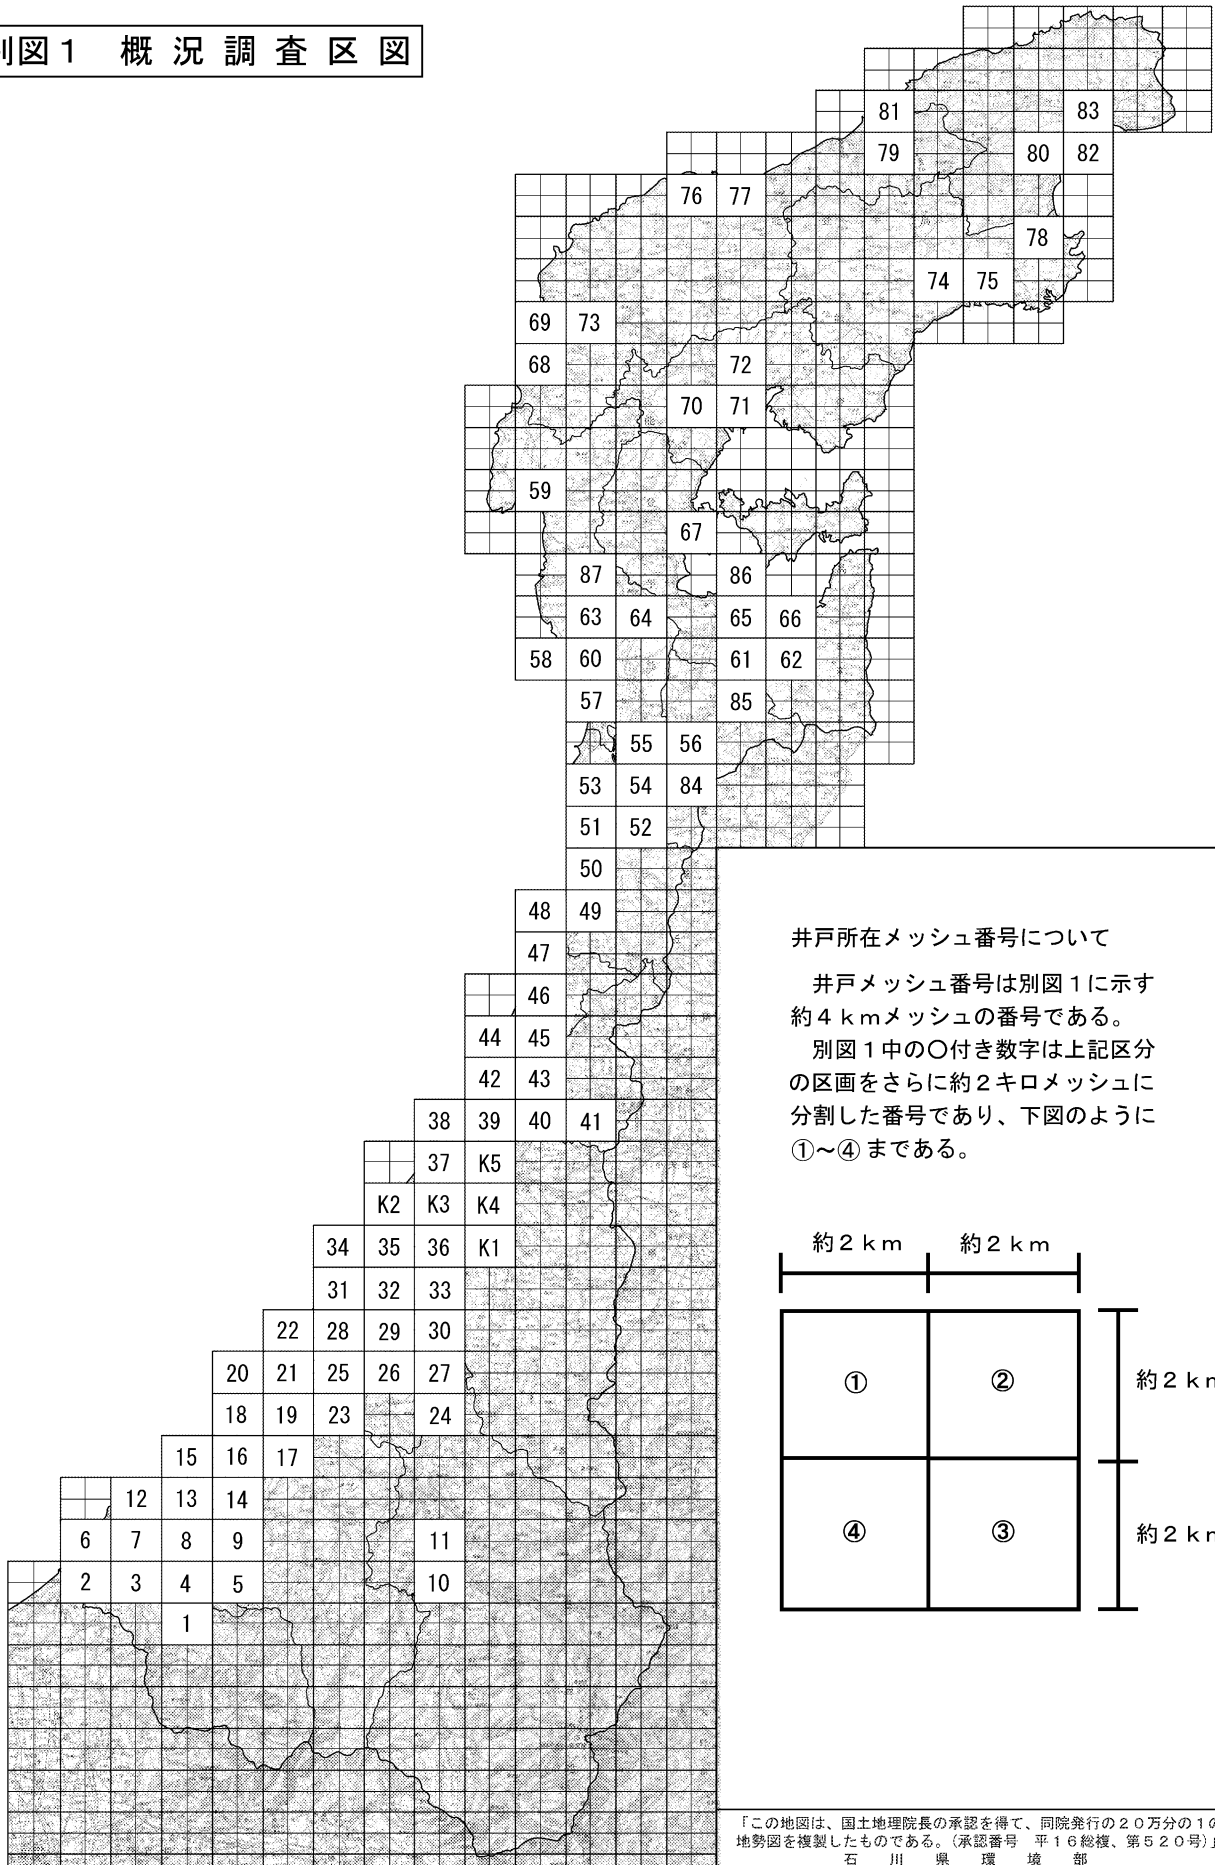 別図１　概況調査区図
81 83
79 80 82
76 77
78
74 75
69 73
68 72
70 71
59
67
87 86
63 64 65 66
58 60 61 62
57 85
55 56
53 54 84
51 52
50
48 49
47
46
44 45
42 43
38 39 40 41
37 K5
K2 K3 K4
34 35 36 K1
31 32 33
22 28 29 30
20 21 25 26 27
18 19 23 24
15 16 17
12 13 14
6 7 8 9 11
2 3 4 5 10
1
井戸所在メッシュ番号について
井戸メッシュ番号は別図１に示す
約４ｋｍメッシュの番号である。
別図１中の〇付き数字は上記区分
の区画をさらに約２キロメッシュに
分割した番号であり、下図のように
①～④まである。
約２ｋｍ 約２ｋｍ
① ② 約２ｋｍ
④ ③ 約２ｋｍ
「この地図は、国土地理院長の承認を得て、同院発行の２０万分の１の
地勢図を複製したものである。（承認番号　平１６総複、第５２０号）」
石川県環境部